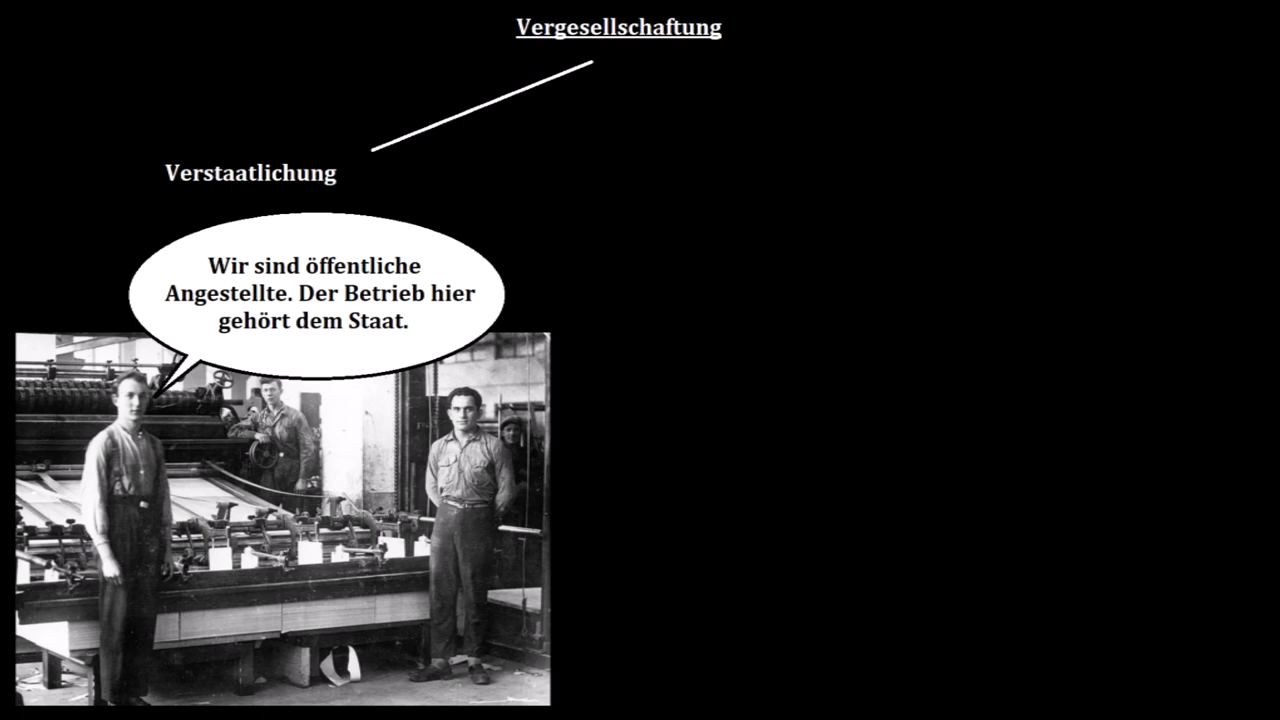 Vergesellschaftung
Verstaatlichung
Wir sind öffentliche
Angestellte. Der Betrieb hier
gehört dem Staat.